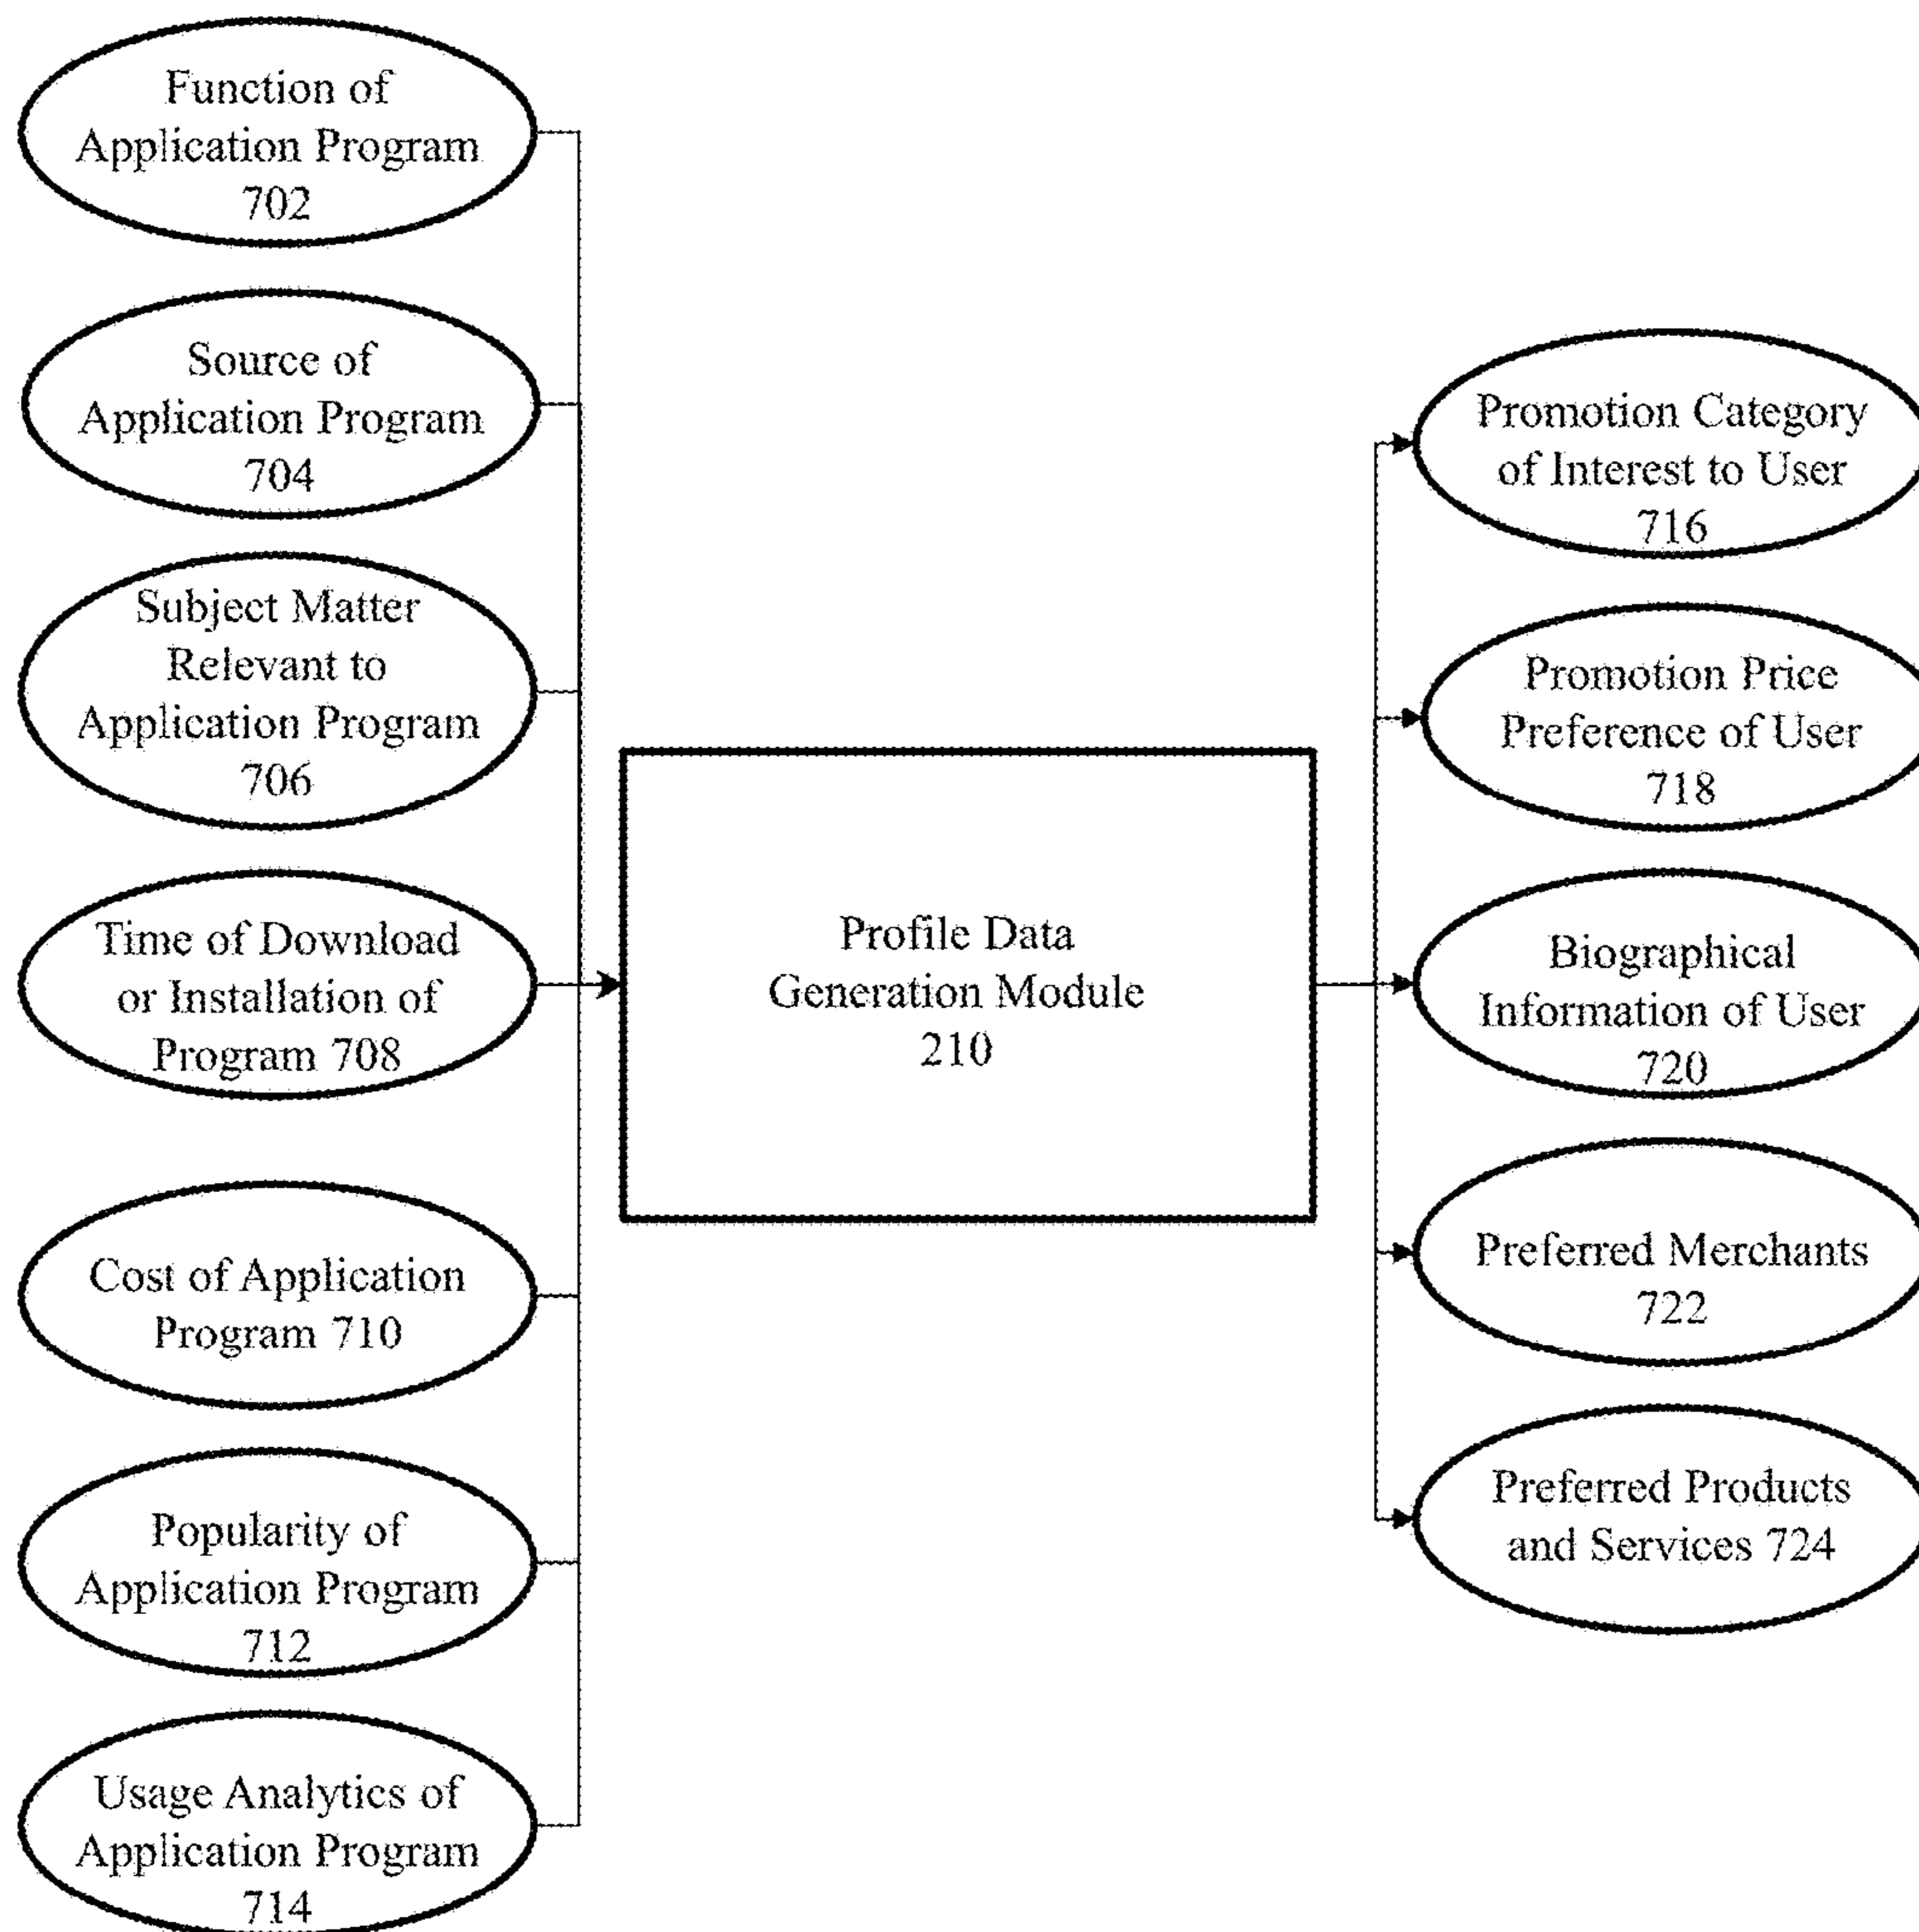 Function of
Application Program
702
Source of
Application Program
704
Subject Matter
Relevant to
Application Program
706
Time of Download
or Installation of
Program 708
Cost of Application
Program 710
Popularity of
Application Program
712
Usage Analytics of
Application Program
714
Profile Data
Generation Module
210
Promotion Category
of Interest to User
716
Promotion Price
Preference of User
718
Biographical
Information of User
720
Preferred Merchants
722
Preferred Products
and Services 724